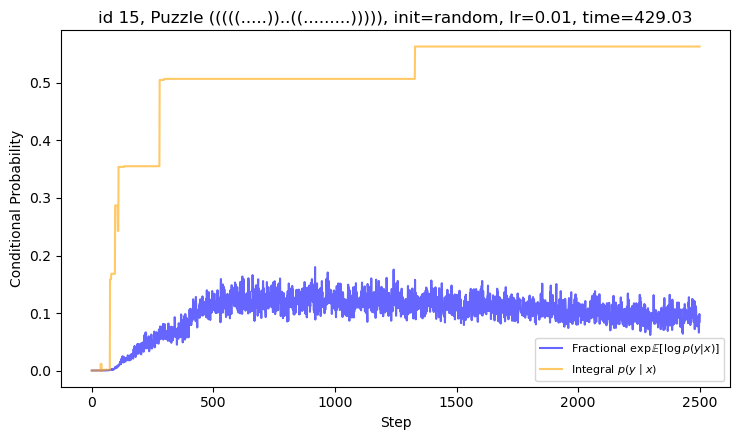 id 15, Puzzle (((((.....))..((.........))))), init=random, lr=0.01, time=429.03
Conditional Probability
0.5
0.4
0.3
0.2
0.1
0.0
Fractional exp𝔼[log p(y|x)]
Integral p(y | x)
0 500 1000 1500 2000 2500
Step